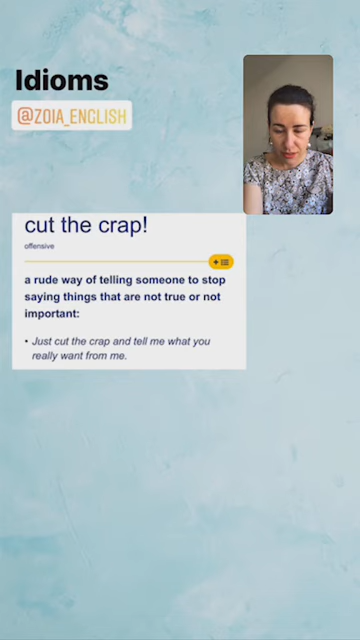 Idioms
@ZOIA_ENGLISH
cut the crap!
offensive
a rude way of telling someone to stop
saying things that are not true or not
important:
• Just cut the crap and tell me what you
really want from me.